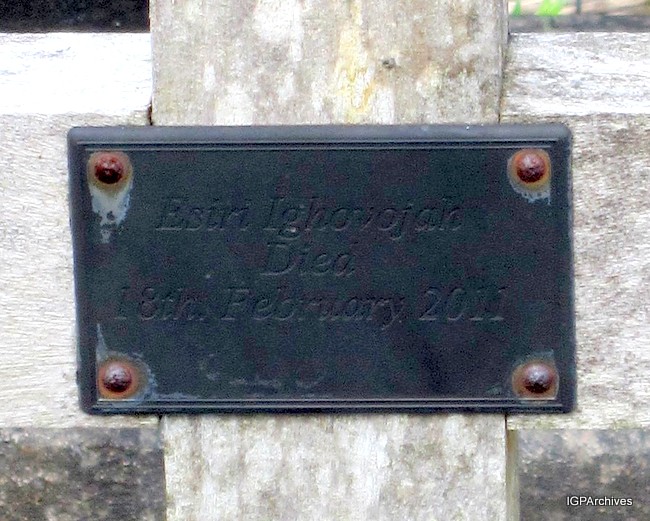 Esiri Ighovojah
Died
18th. February. 2011
IGPArchives